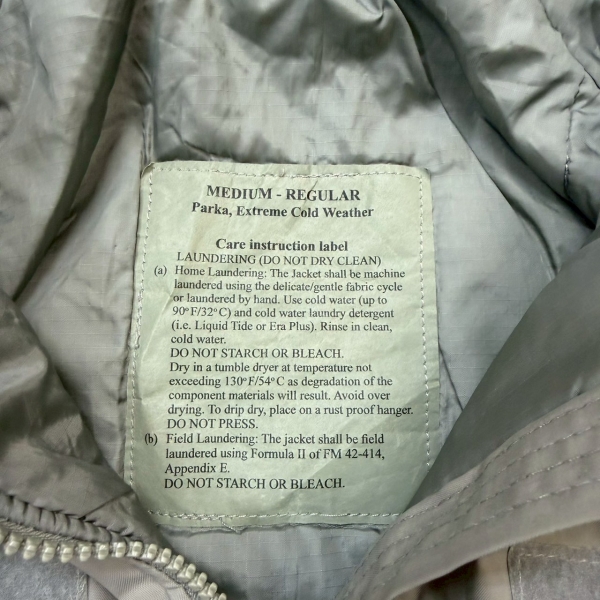 MEDIUM - REGULAR
Parka, Extreme Cold Weather
Care instruction label
LAUNDERING (DO NOT DRY CLEAN)
(a) Home Laundering: The Jacket shall be machine
laundered using the delicate/gentle fabric cycle
or laundered by hand. Use cold water (up to
90°F/32°C) and cold water laundry detergent
(i.e. Liquid Tide or Era Plus). Rinse in clean,
cold water.
DO NOT STARCH OR BLEACH.
Dry in a tumble dryer at temperature not
exceeding 130°F/54°C as degradation of the
component materials will result. Avoid over
drying. To drip dry, place on a rust proof hanger.
DO NOT PRESS.
(b) Field Laundering: The jacket shall be field
laundered using Formula II of FM 42-414,
Appendix E.
DO NOT STARCH OR BLEACH.